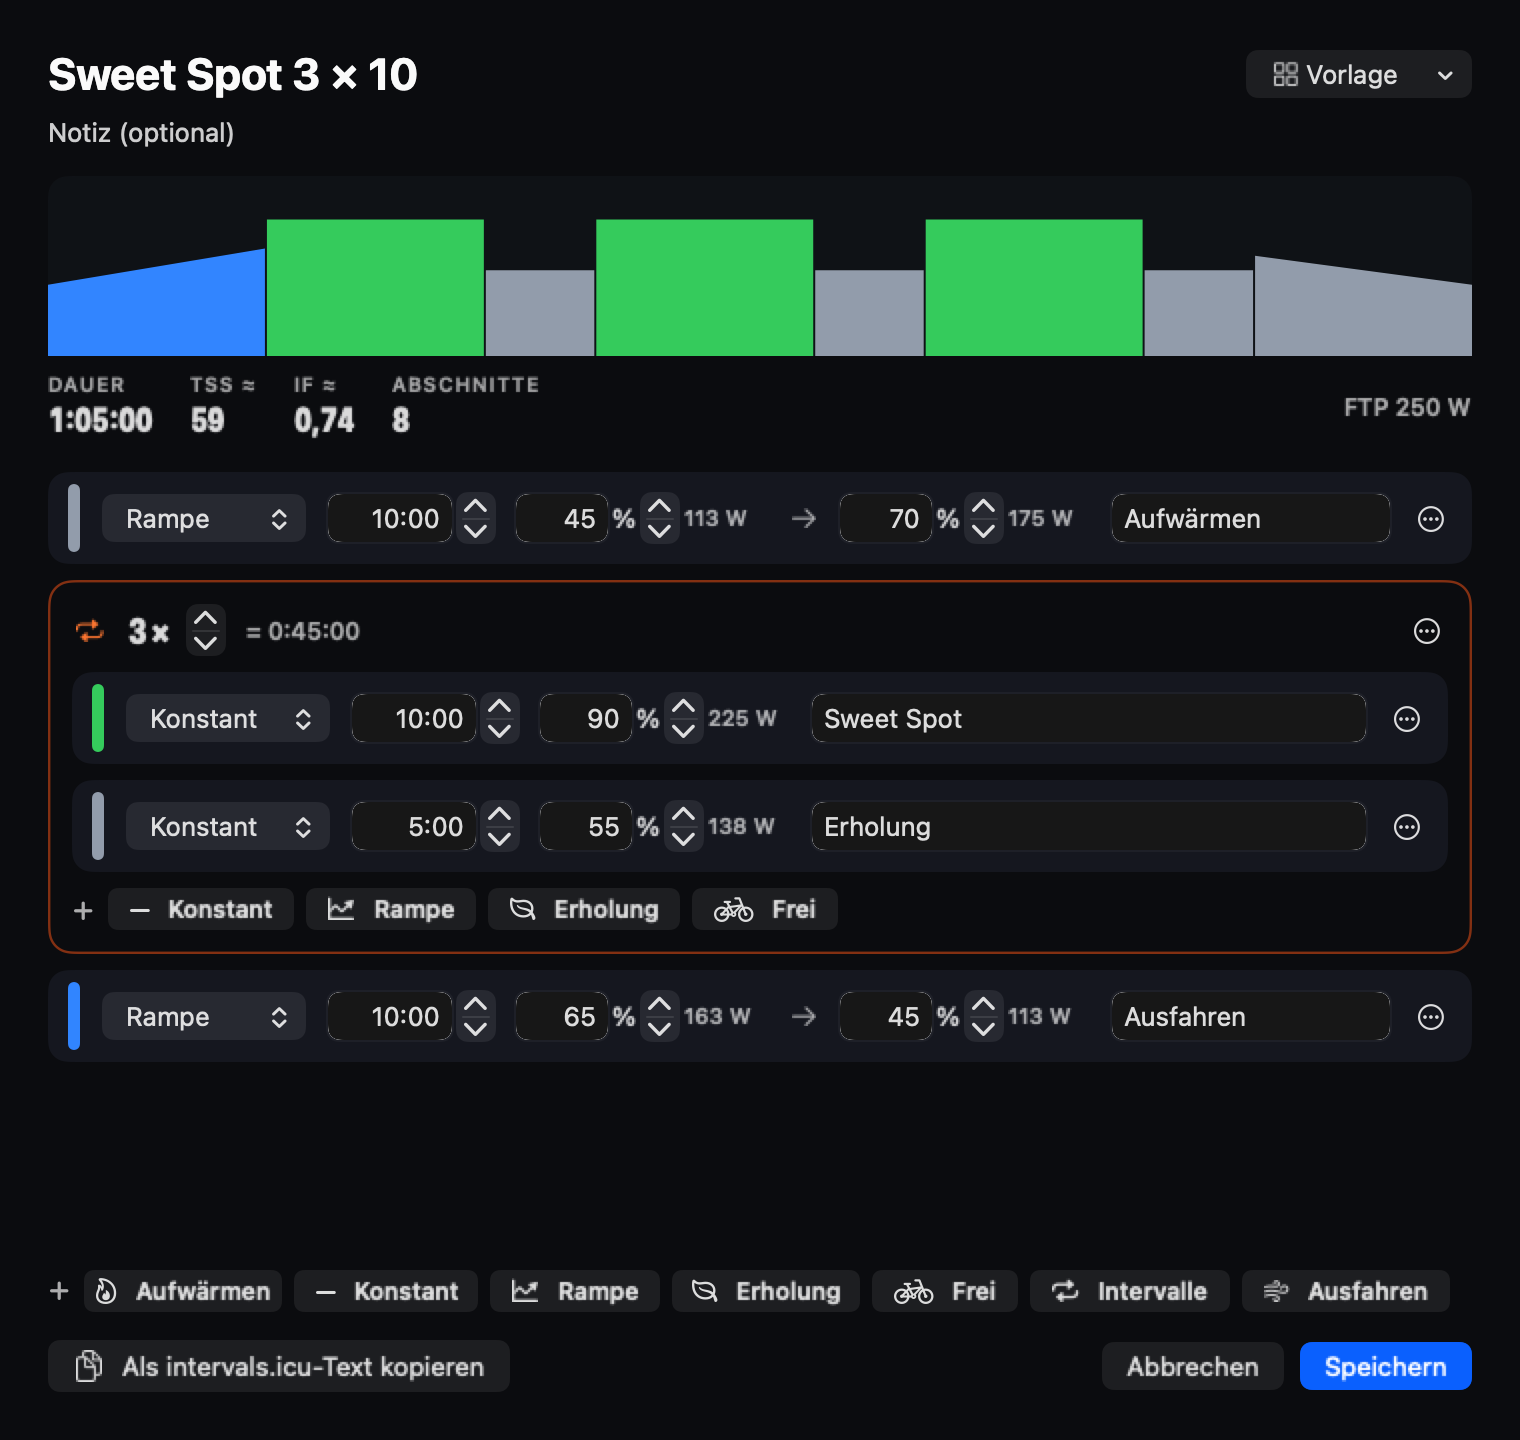 Sweet Spot 3 × 10
Vorlage
Notiz (optional)
DAUER TSS ≈ IF ≈ ABSCHNITTE
1:05:00 59 0,74 8
FTP 250 W
Rampe 10:00 45 % 113 W → 70 % 175 W Aufwärmen
3× = 0:45:00
Konstant 10:00 90 % 225 W Sweet Spot
Konstant 5:00 55 % 138 W Erholung
+ Konstant Rampe Erholung Frei
Rampe 10:00 65 % 163 W → 45 % 113 W Ausfahren
+ Aufwärmen Konstant Rampe Erholung Frei Intervalle Ausfahren
Als intervals.icu-Text kopieren Abbrechen Speichern